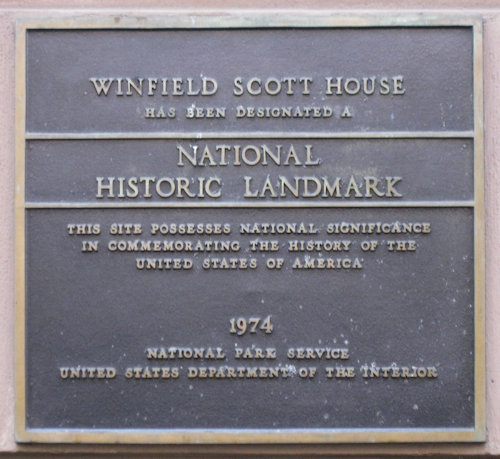 WINFIELD SCOTT HOUSE
HAS BEEN DESIGNATED A
NATIONAL
HISTORIC LANDMARK
THIS SITE POSSESSES NATIONAL SIGNIFICANCE
IN COMMEMORATING THE HISTORY OF THE
UNITED STATES OF AMERICA
1974
NATIONAL PARK SERVICE
UNITED STATES DEPARTMENT OF THE INTERIOR